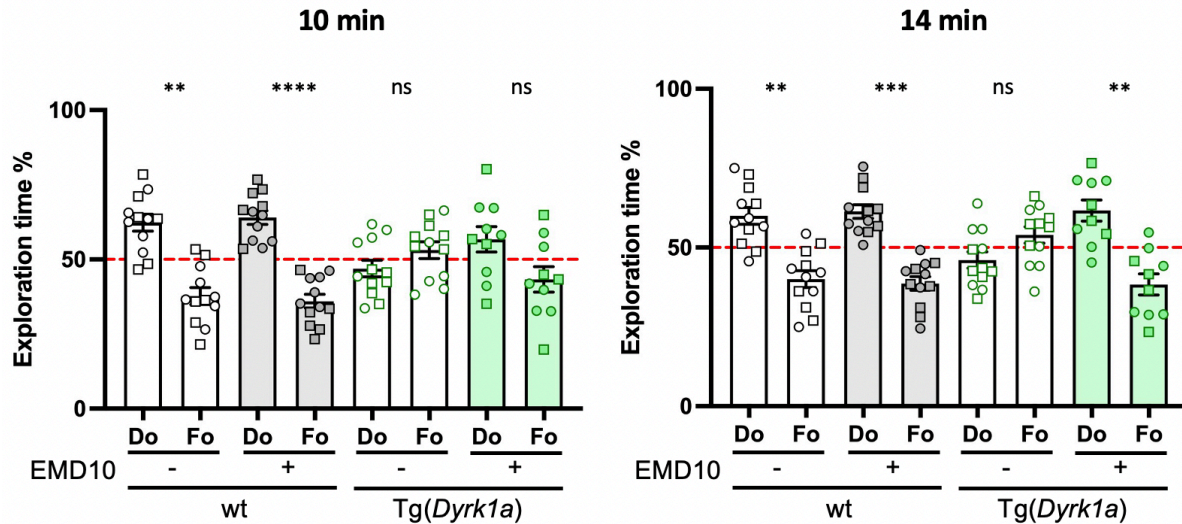 10 min
** **** ns ns
Exploration time %
100
50
0
Do Fo Do Fo Do Fo Do Fo
EMD10 - + - +
wt Tg(Dyrk1a)
14 min
** *** ns **
Exploration time %
100
50
0
Do Fo Do Fo Do Fo Do Fo
EMD10 - + - +
wt Tg(Dyrk1a)